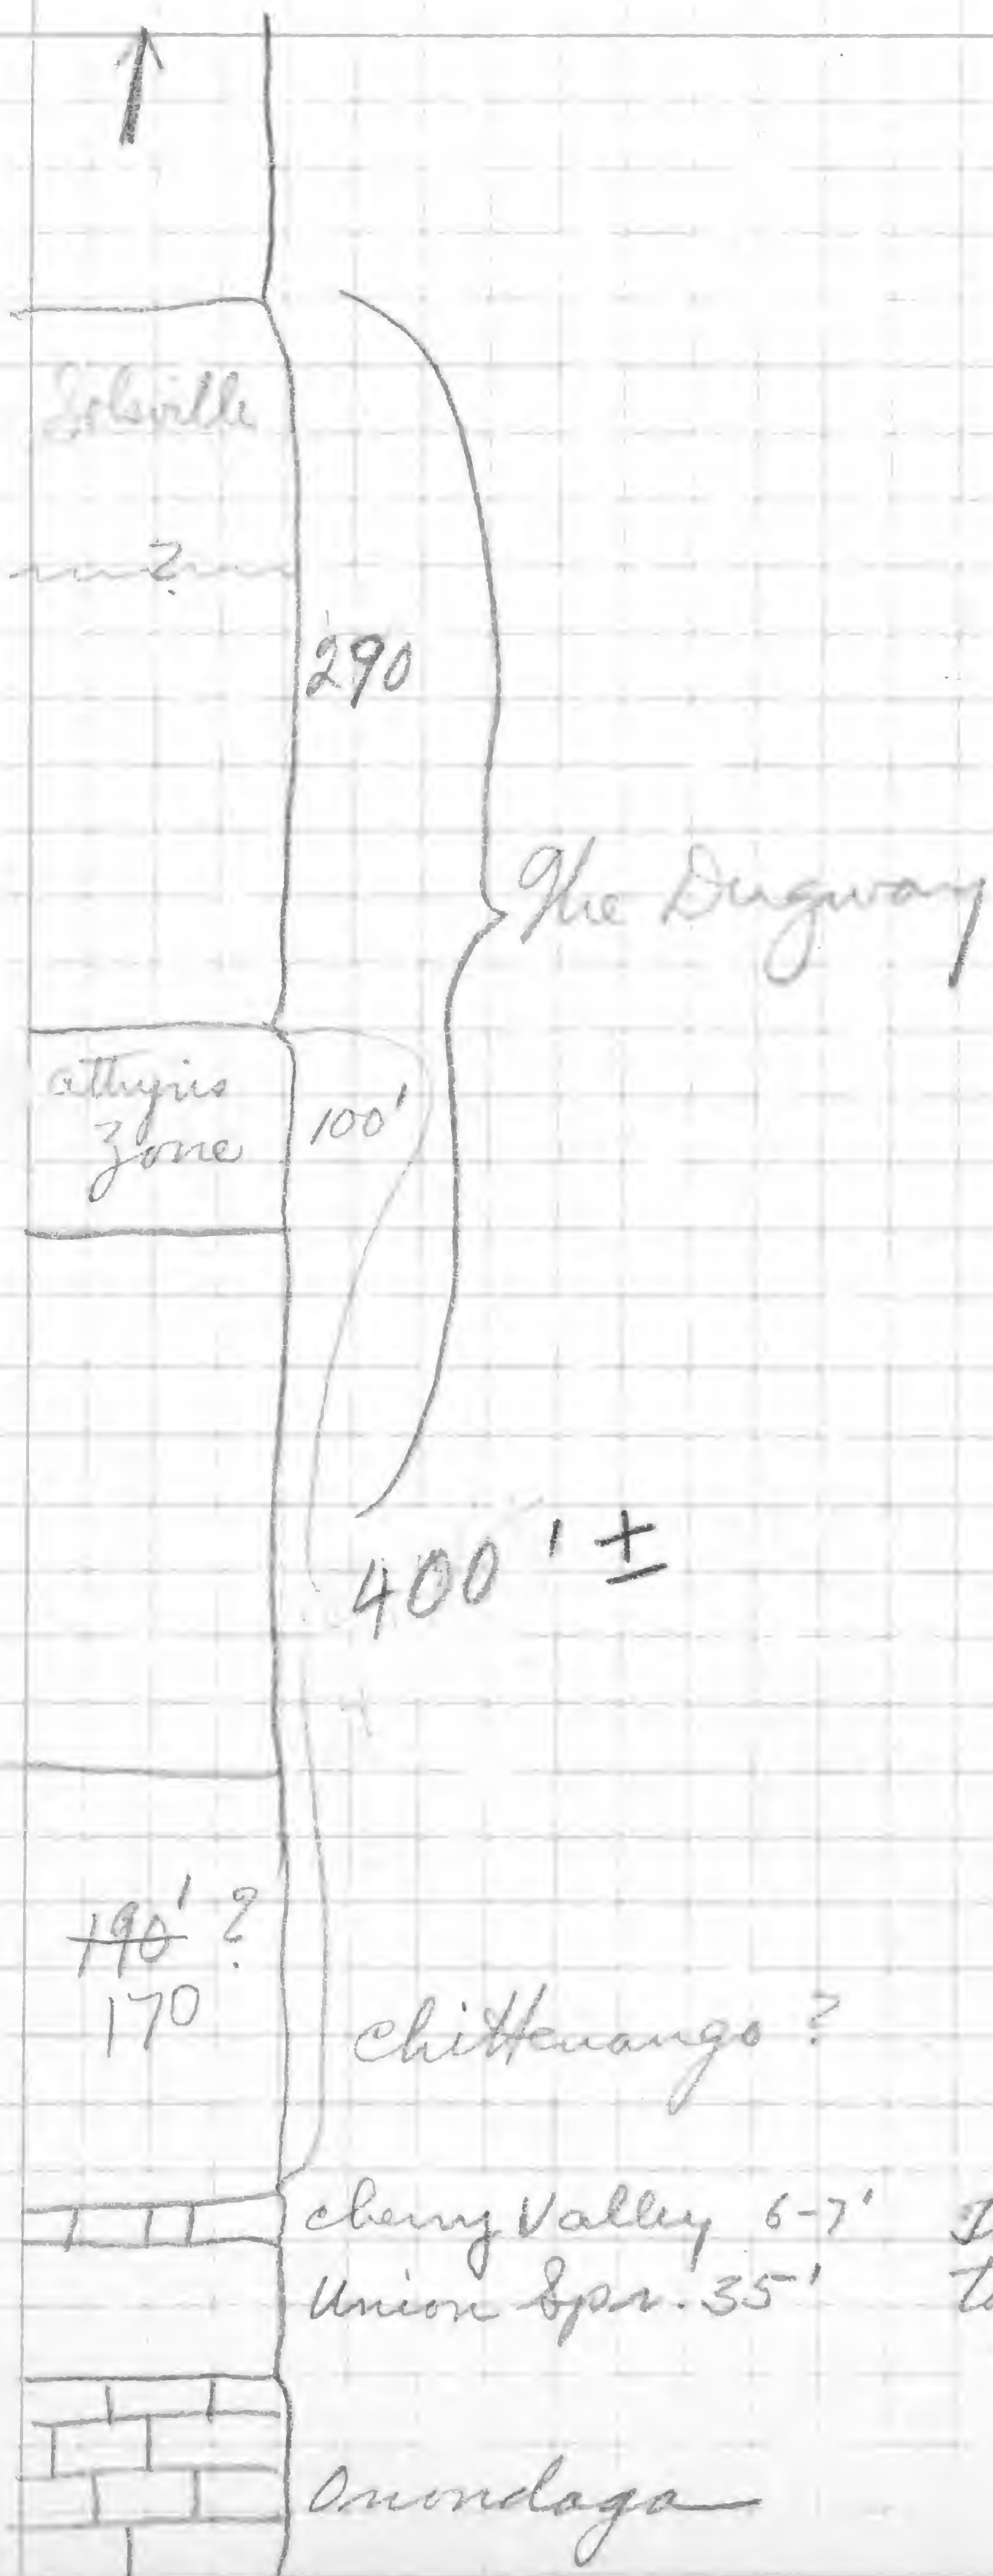 Solsville
?
290
The Dugway
athyris
zone
100'
400' ±
190' ?
170
Chittenango ?
Cherry Valley 6-7'
Union Spr. 35'
Onondaga